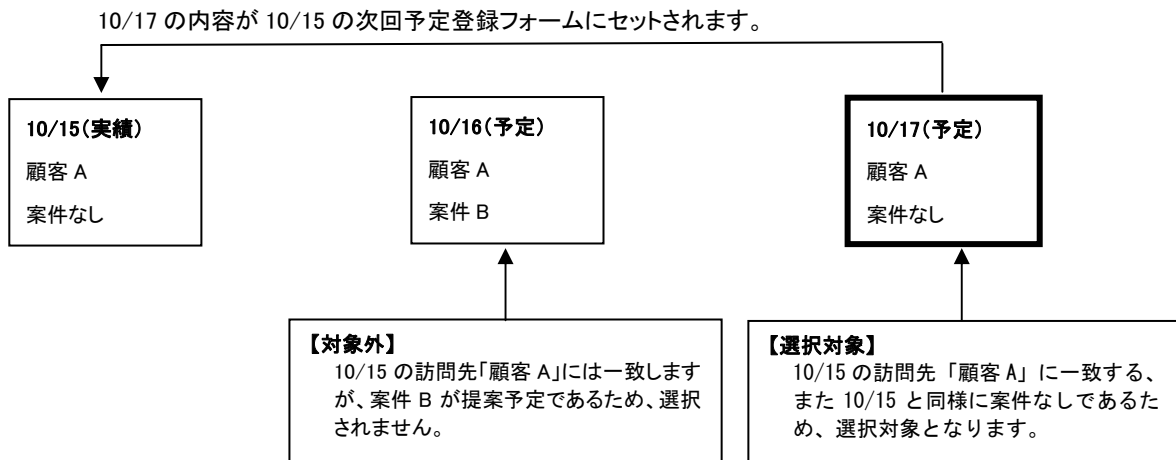 10/17 の内容が 10/15 の次回予定登録フォームにセットされます。
10/15(実績)
顧客 A
案件なし
10/16(予定)
顧客 A
案件 B
10/17(予定)
顧客 A
案件なし
【対象外】
10/15 の訪問先「顧客 A」には一致します
が、案件 B が提案予定であるため、選択
されません。
【選択対象】
10/15 の訪問先 「顧客 A」 に一致する、
また 10/15 と同様に案件なしであるた
め、選択対象となります。